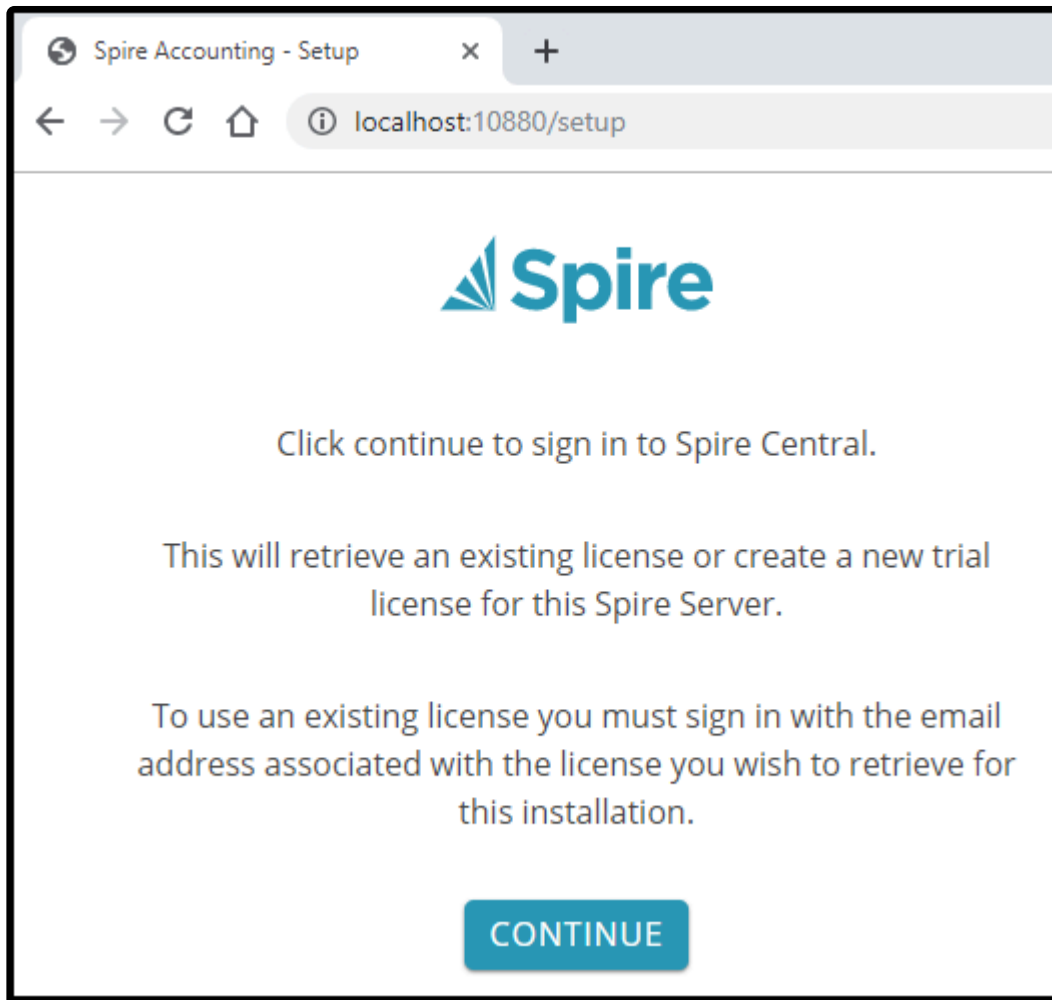 Spire Accounting - Setup
localhost:10880/setup
Spire
Click continue to sign in to Spire Central.
This will retrieve an existing license or create a new trial
license for this Spire Server.
To use an existing license you must sign in with the email
address associated with the license you wish to retrieve for
this installation.
CONTINUE